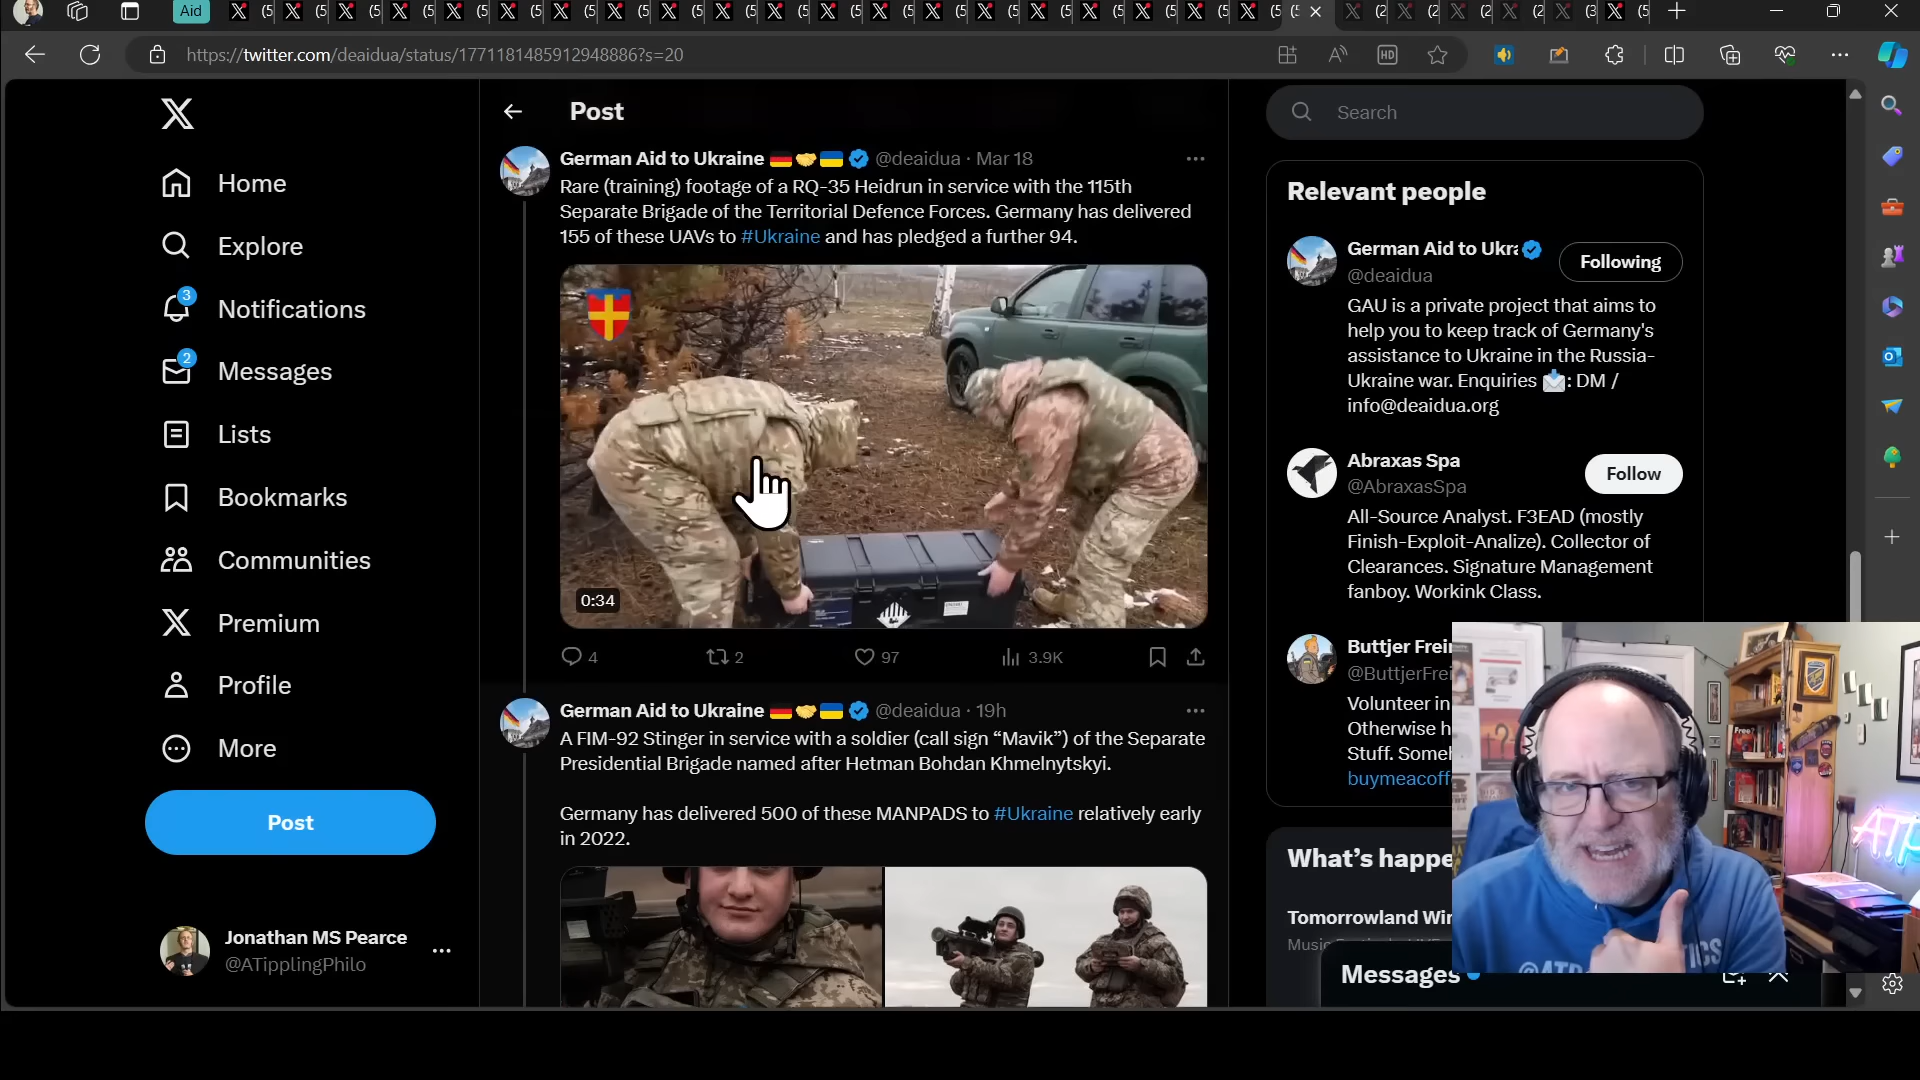 Aid
https://twitter.com/deaidua/status/1771181485912948886?s=20
Post
Search
Home
Explore
3
Notifications
2
Messages
Lists
Bookmarks
Communities
Premium
Profile
More
Post
Jonathan MS Pearce
@ATipplingPhilo
German Aid to Ukraine @deaidua · Mar 18
Rare (training) footage of a RQ-35 Heidrun in service with the 115th
Separate Brigade of the Territorial Defence Forces. Germany has delivered
155 of these UAVs to #Ukraine and has pledged a further 94.
0:34
4 2 97 3.9K
German Aid to Ukraine @deaidua · 19h
A FIM-92 Stinger in service with a soldier (call sign “Mavik”) of the Separate
Presidential Brigade named after Hetman Bohdan Khmelnytskyi.
Germany has delivered 500 of these MANPADS to #Ukraine relatively early
in 2022.
Relevant people
German Aid to Ukr
@deaidua
Following
GAU is a private project that aims to
help you to keep track of Germany's
assistance to Ukraine in the Russia-
Ukraine war. Enquiries : DM /
info@deaidua.org
Abraxas Spa
@AbraxasSpa
Follow
All-Source Analyst. F3EAD (mostly
Finish-Exploit-Analize). Collector of
Clearances. Signature Management
fanboy. Workink Class.
Buttjer Frei
@ButtjerFrei
Volunteer in
Otherwise h
Stuff. Someh
buymeacoff
What’s happe
Tomorrowland Wir
Messages
Free?
ATP